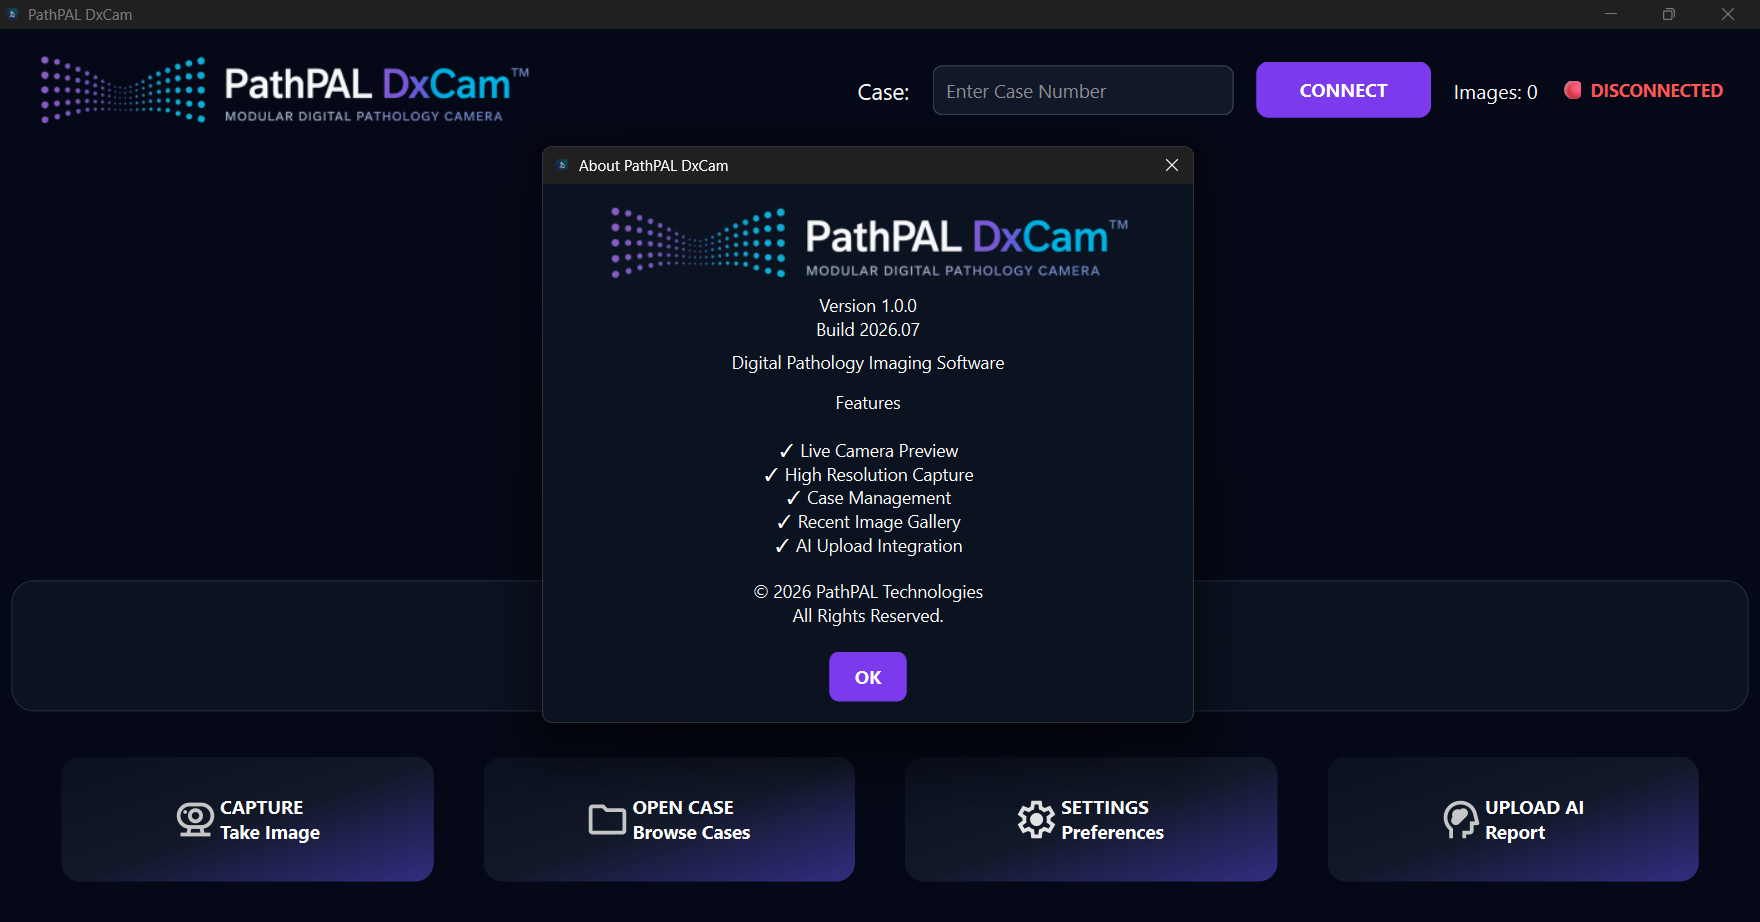 PathPAL DxCam
PathPAL DxCam™
MODULAR DIGITAL PATHOLOGY CAMERA
Case:
Enter Case Number
CONNECT
Images: 0
DISCONNECTED
About PathPAL DxCam
PathPAL DxCam™
MODULAR DIGITAL PATHOLOGY CAMERA
Version 1.0.0
Build 2026.07
Digital Pathology Imaging Software
Features
✓ Live Camera Preview
✓ High Resolution Capture
✓ Case Management
✓ Recent Image Gallery
✓ AI Upload Integration
© 2026 PathPAL Technologies
All Rights Reserved.
OK
CAPTURE
Take Image
OPEN CASE
Browse Cases
SETTINGS
Preferences
UPLOAD AI
Report